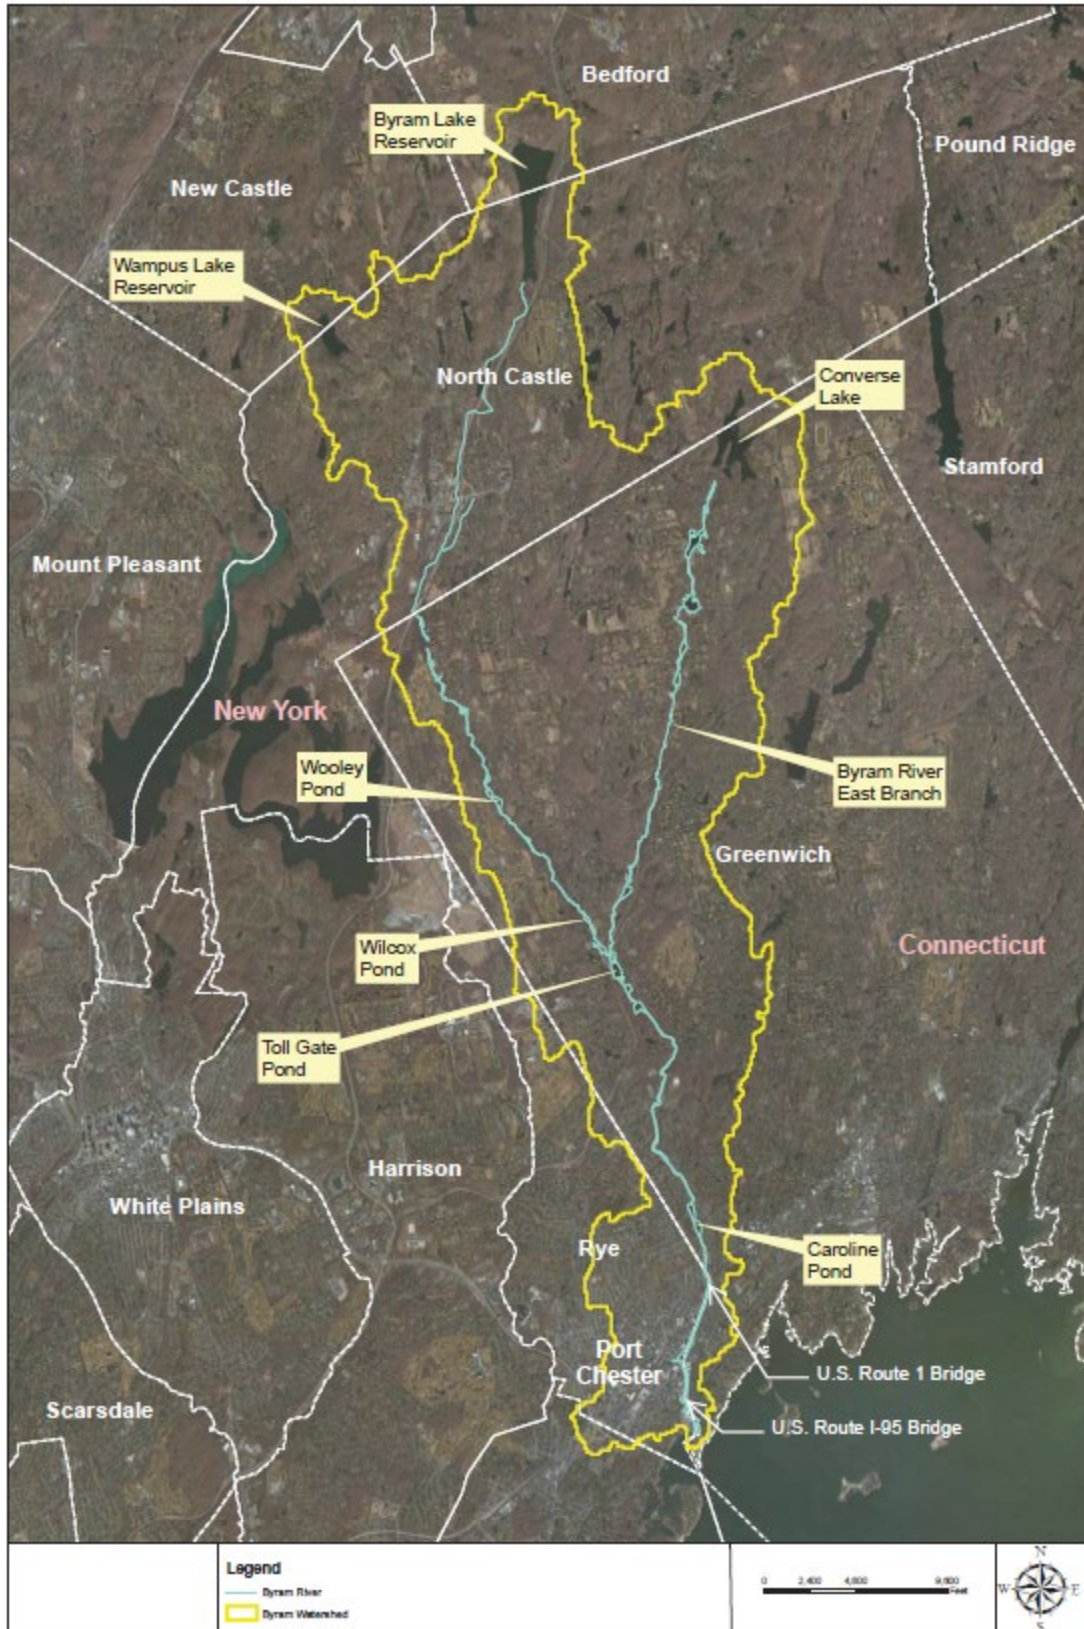 Bedford
Byram Lake
Reservoir
Pound Ridge
New Castle
Wampus Lake
Reservoir
North Castle
Converse
Lake
Stamford
Mount Pleasant
New York
Wooley
Pond
Byram River
East Branch
Greenwich
Wilcox
Pond
Connecticut
Toll Gate
Pond
Harrison
White Plains
Rye
Caroline
Pond
Port
Chester
U.S. Route 1 Bridge
Scarsdale
U.S. Route I-95 Bridge
Legend
Byram River
Byram Watershed
0 2,400 4,800 9,600
Feet
N
W E
S